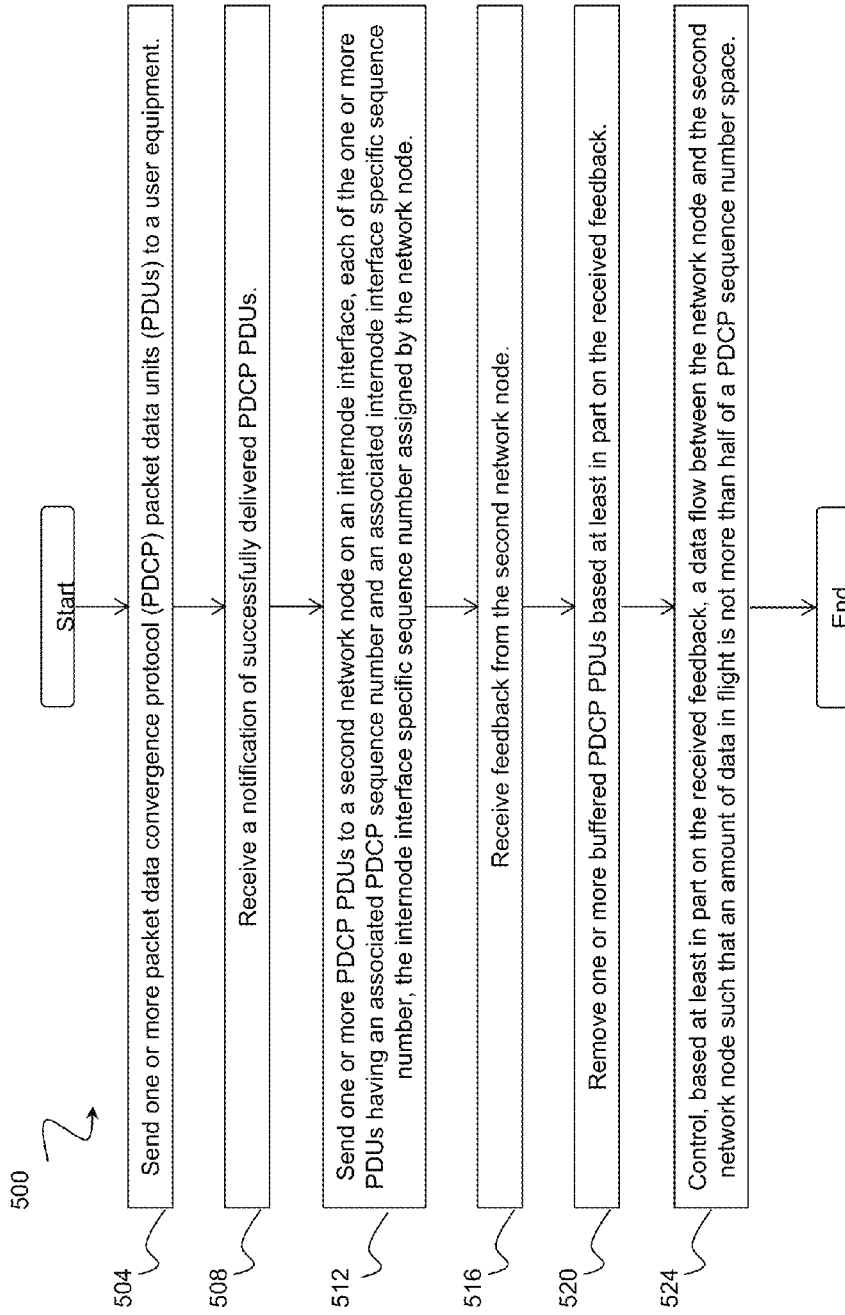 500
Start
504
Send one or more packet data convergence protocol (PDCP) packet data units (PDUs) to a user equipment.
508
Receive a notification of successfully delivered PDCP PDUs.
512
Send one or more PDCP PDUs to a second network node on an internode interface, each of the one or more
PDUs having an associated PDCP sequence number and an associated internode interface specific sequence
number, the internode interface specific sequence number assigned by the network node.
516
Receive feedback from the second network node.
520
Remove one or more buffered PDCP PDUs based at least in part on the received feedback.
524
Control, based at least in part on the received feedback, a data flow between the network node and the second
network node such that an amount of data in flight is not more than half of a PDCP sequence number space.
End